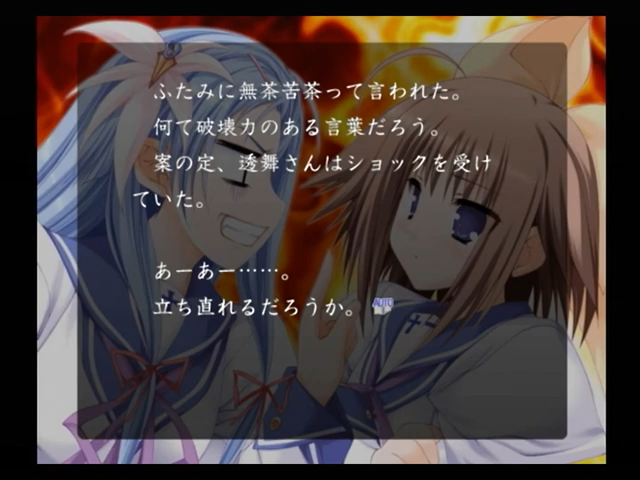 ふたみに無茶苦茶って言われた。
何て破壊力のある言葉だろう。
案の定、透舞さんはショックを受け
ていた。
あーあー……。
立ち直れるだろうか。
AUTO